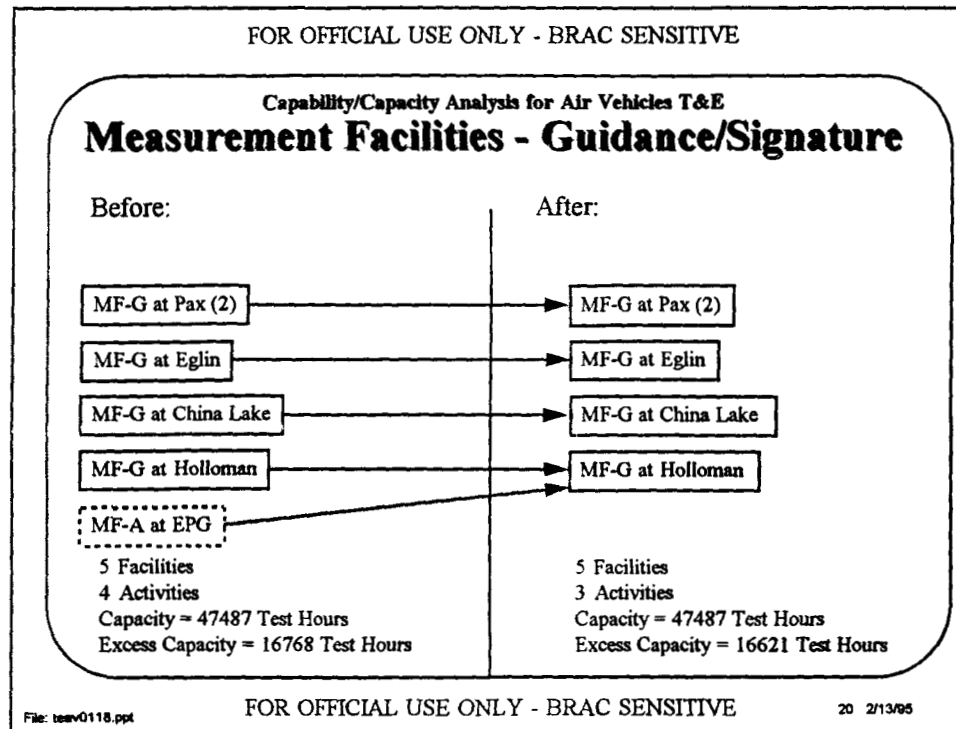 FOR OFFICIAL USE ONLY - BRAC SENSITIVE
Capability/Capacity Analysis for Air Vehicles T&E
Measurement Facilities - Guidance/Signature
Before:
After:
MF-G at Pax (2)
MF-G at Pax (2)
MF-G at Eglin
MF-G at Eglin
MF-G at China Lake
MF-G at China Lake
MF-G at Holloman
MF-G at Holloman
MF-A at EPG
5 Facilities
4 Activities
Capacity = 47487 Test Hours
Excess Capacity = 16768 Test Hours
5 Facilities
3 Activities
Capacity = 47487 Test Hours
Excess Capacity = 16621 Test Hours
File: teav0118.ppt
FOR OFFICIAL USE ONLY - BRAC SENSITIVE
20 2/13/95